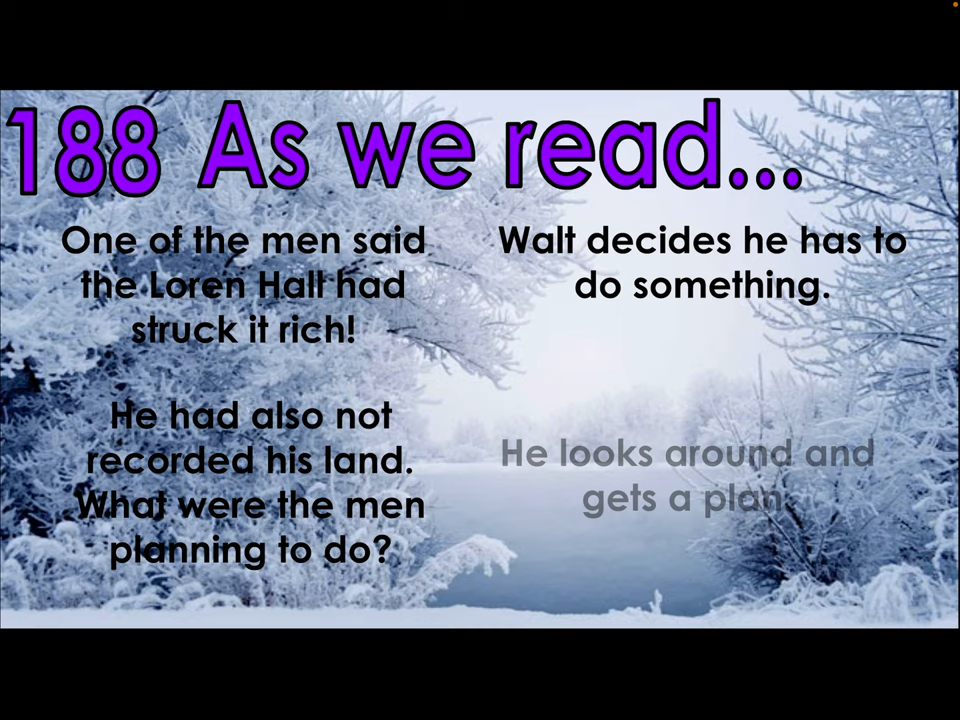 188 As we read...
One of the men said
the Loren Hall had
struck it rich!
He had also not
recorded his land.
What were the men
planning to do?
Walt decides he has to
do something.
He looks around and
gets a plan.